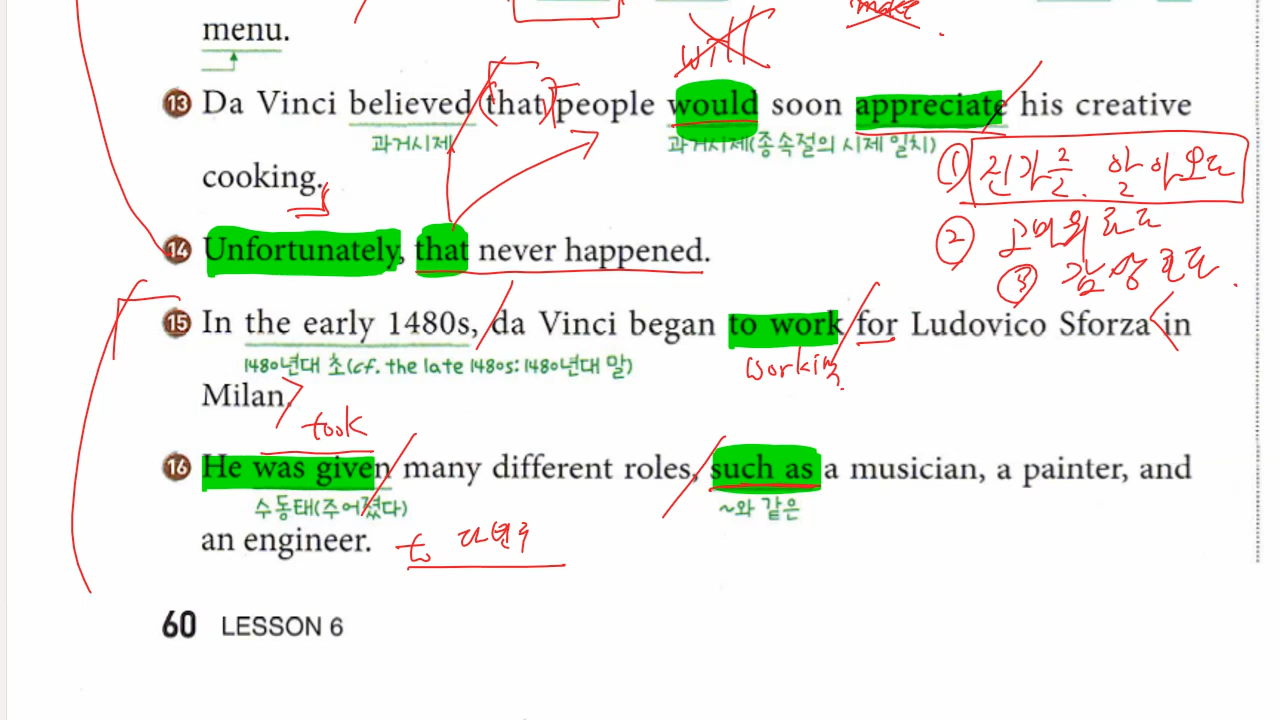 make
menu.
will
⑬ Da Vinci believed that people would soon appreciate his creative
과거시제 과거시제(종속절의 시제 일치)
① 진가를 알아보다
cooking.
② 고마워하다
⑭ Unfortunately, that never happened.
③ 감상하다.
⑮ In the early 1480s, da Vinci began to work for Ludovico Sforza in
1480년대 초(cf. the late 1480s: 1480년대 말) working.
Milan.
took
⑯ He was given many different roles, such as a musician, a painter, and
수동태(주어졌다) ~와 같은
an engineer.
60 LESSON 6